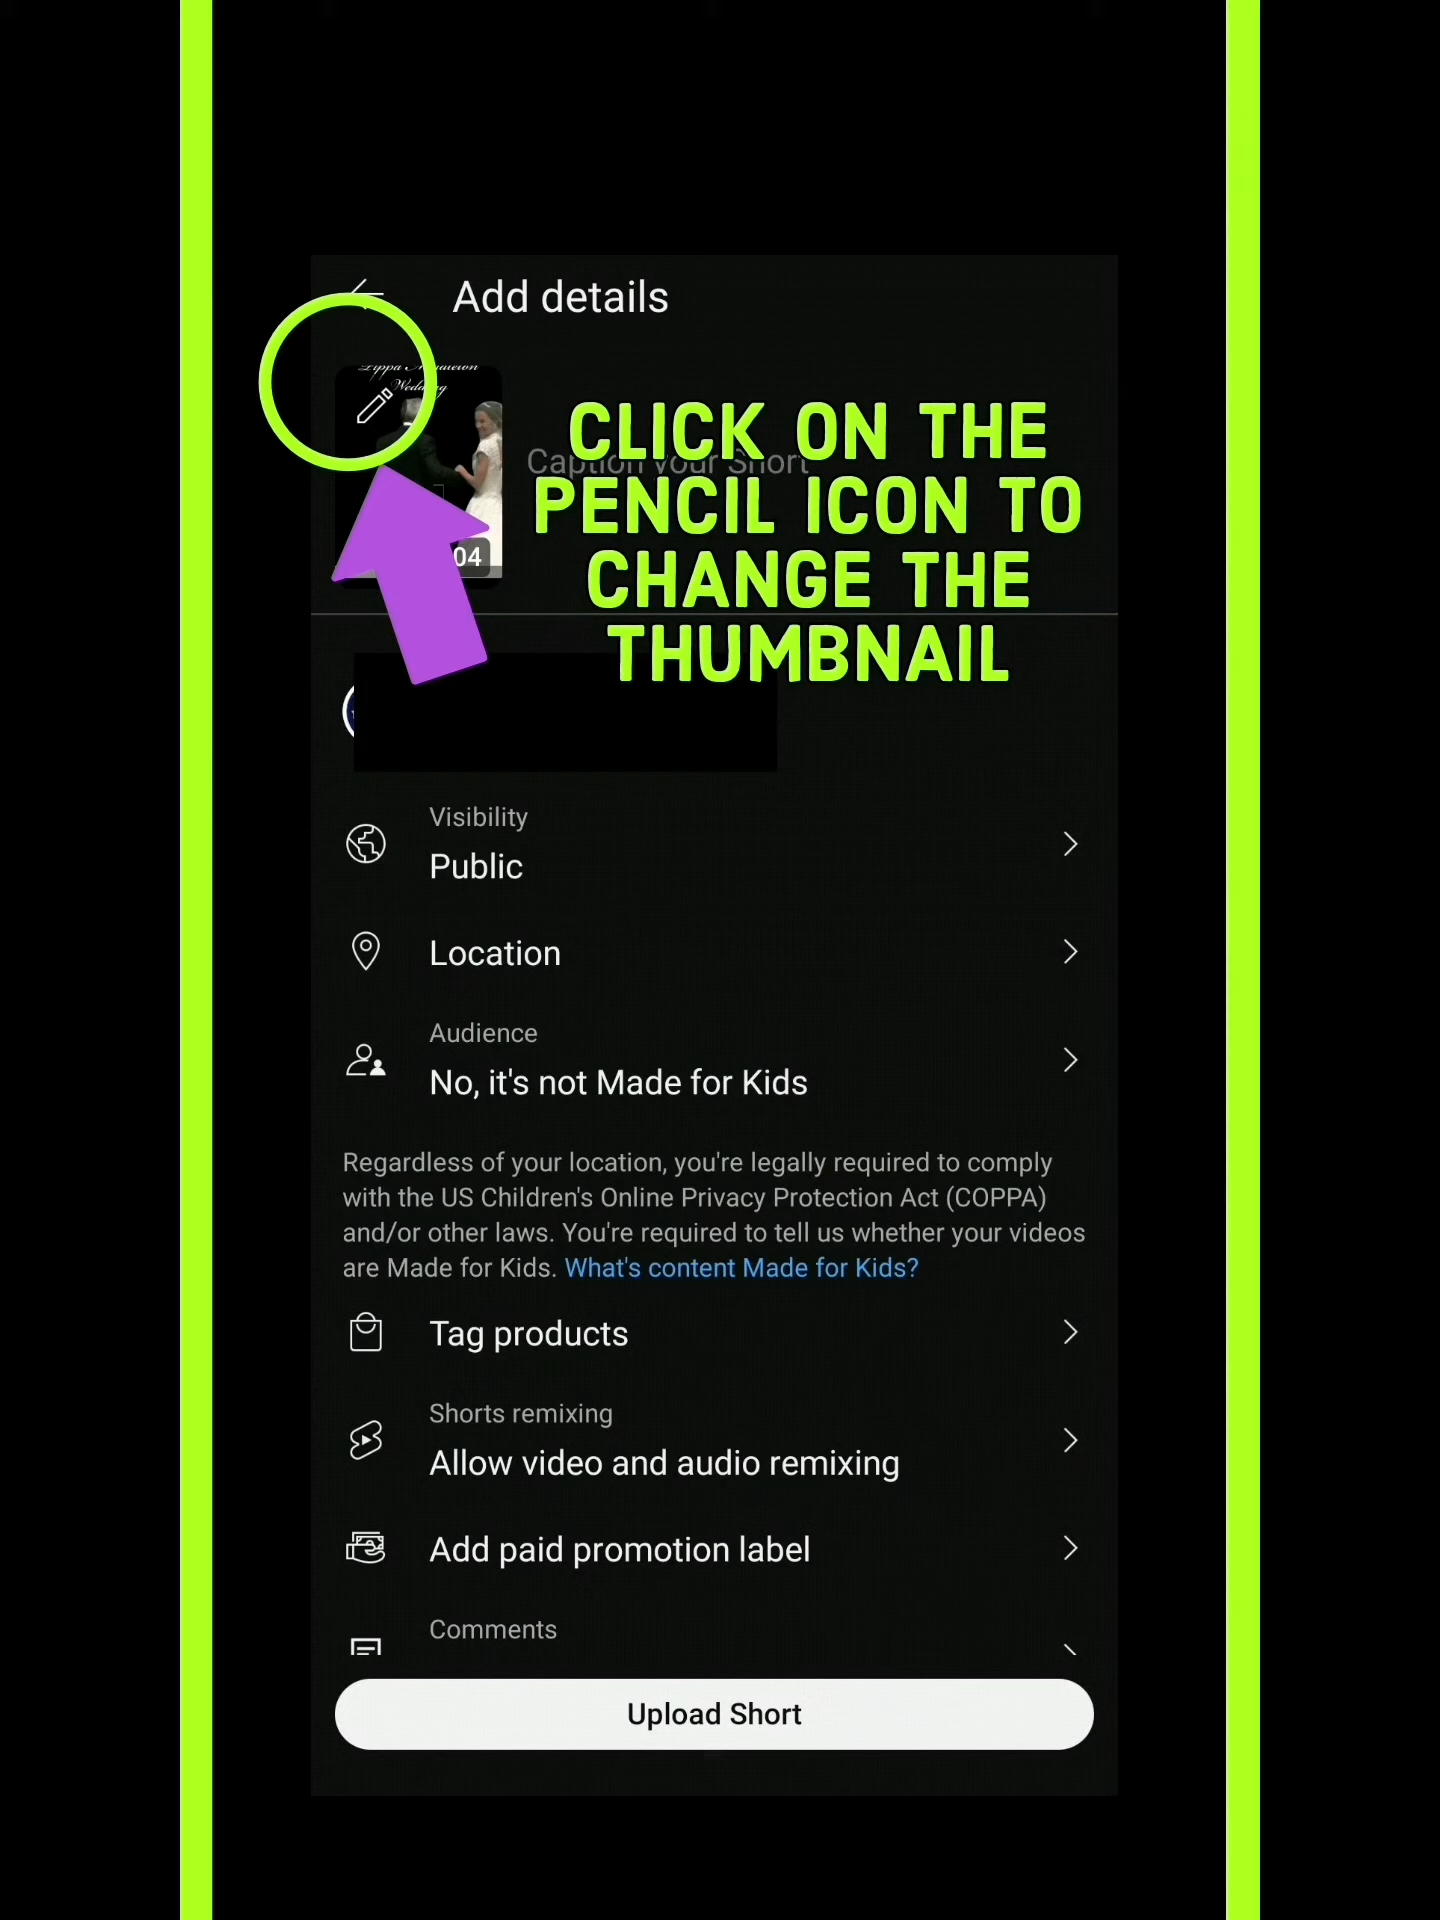 Add details
Wedding
CLICK ON THE
Caption your Short
PENCIL ICON TO
CHANGE THE
04
THUMBNAIL
Visibility
Public
Location
Audience
No, it's not Made for Kids
Regardless of your location, you're legally required to comply
with the US Children's Online Privacy Protection Act (COPPA)
and/or other laws. You're required to tell us whether your videos
are Made for Kids. What's content Made for Kids?
Tag products
Shorts remixing
Allow video and audio remixing
Add paid promotion label
Comments
Upload Short